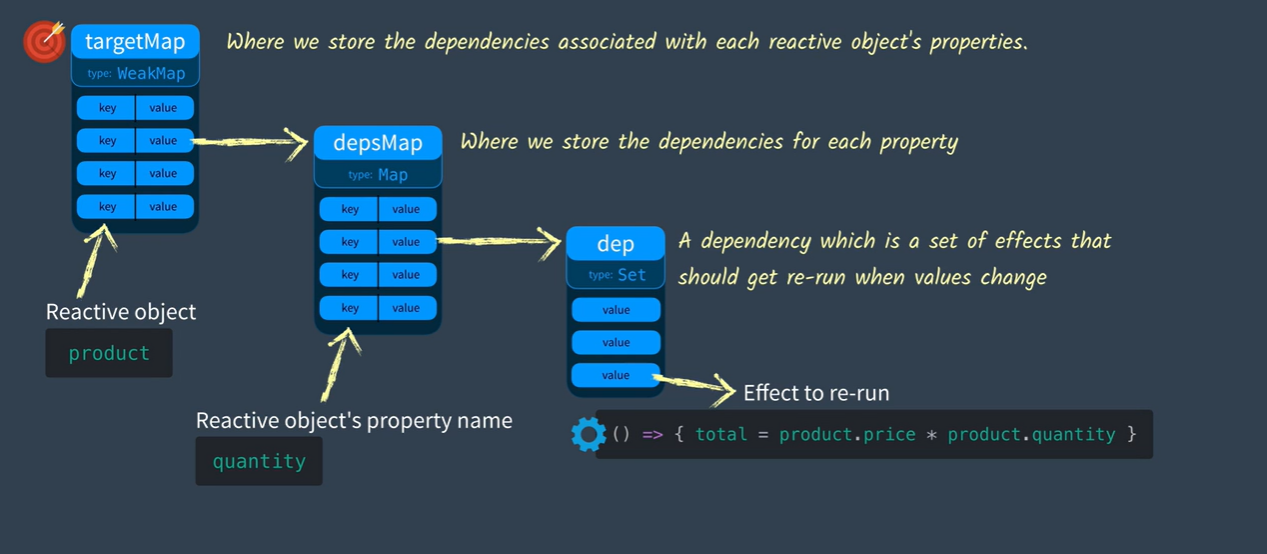 targetMap
Where we store the dependencies associated with each reactive object's properties.
type: WeakMap
key value
key value
key value
key value
depsMap
Where we store the dependencies for each property
type: Map
key value
key value
key value
key value
dep
A dependency which is a set of effects that
should get re-run when values change
type: Set
value
value
value
Reactive object
product
Reactive object's property name
quantity
Effect to re-run
() => { total = product.price * product.quantity }